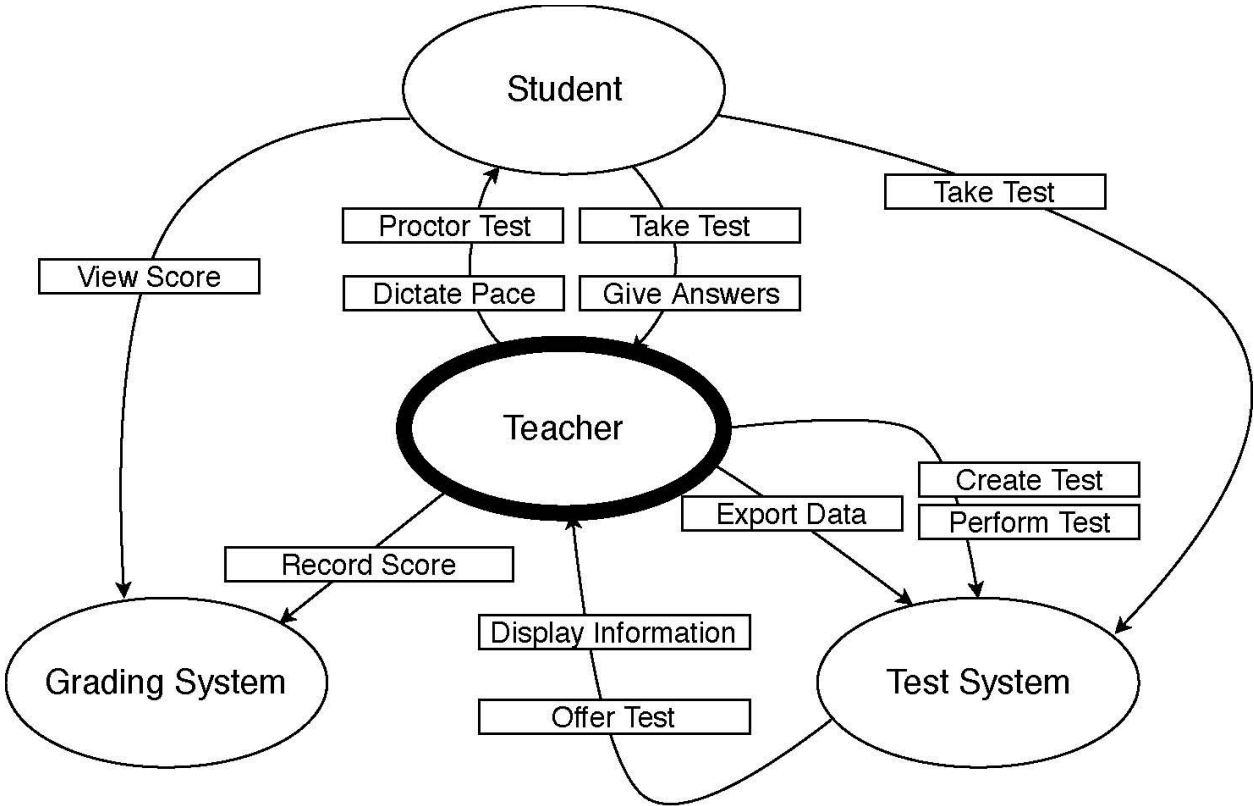 Student
Take Test
Proctor Test
Take Test
View Score
Dictate Pace
Give Answers
Teacher
Create Test
Export Data
Perform Test
Record Score
Display Information
Grading System
Test System
Offer Test